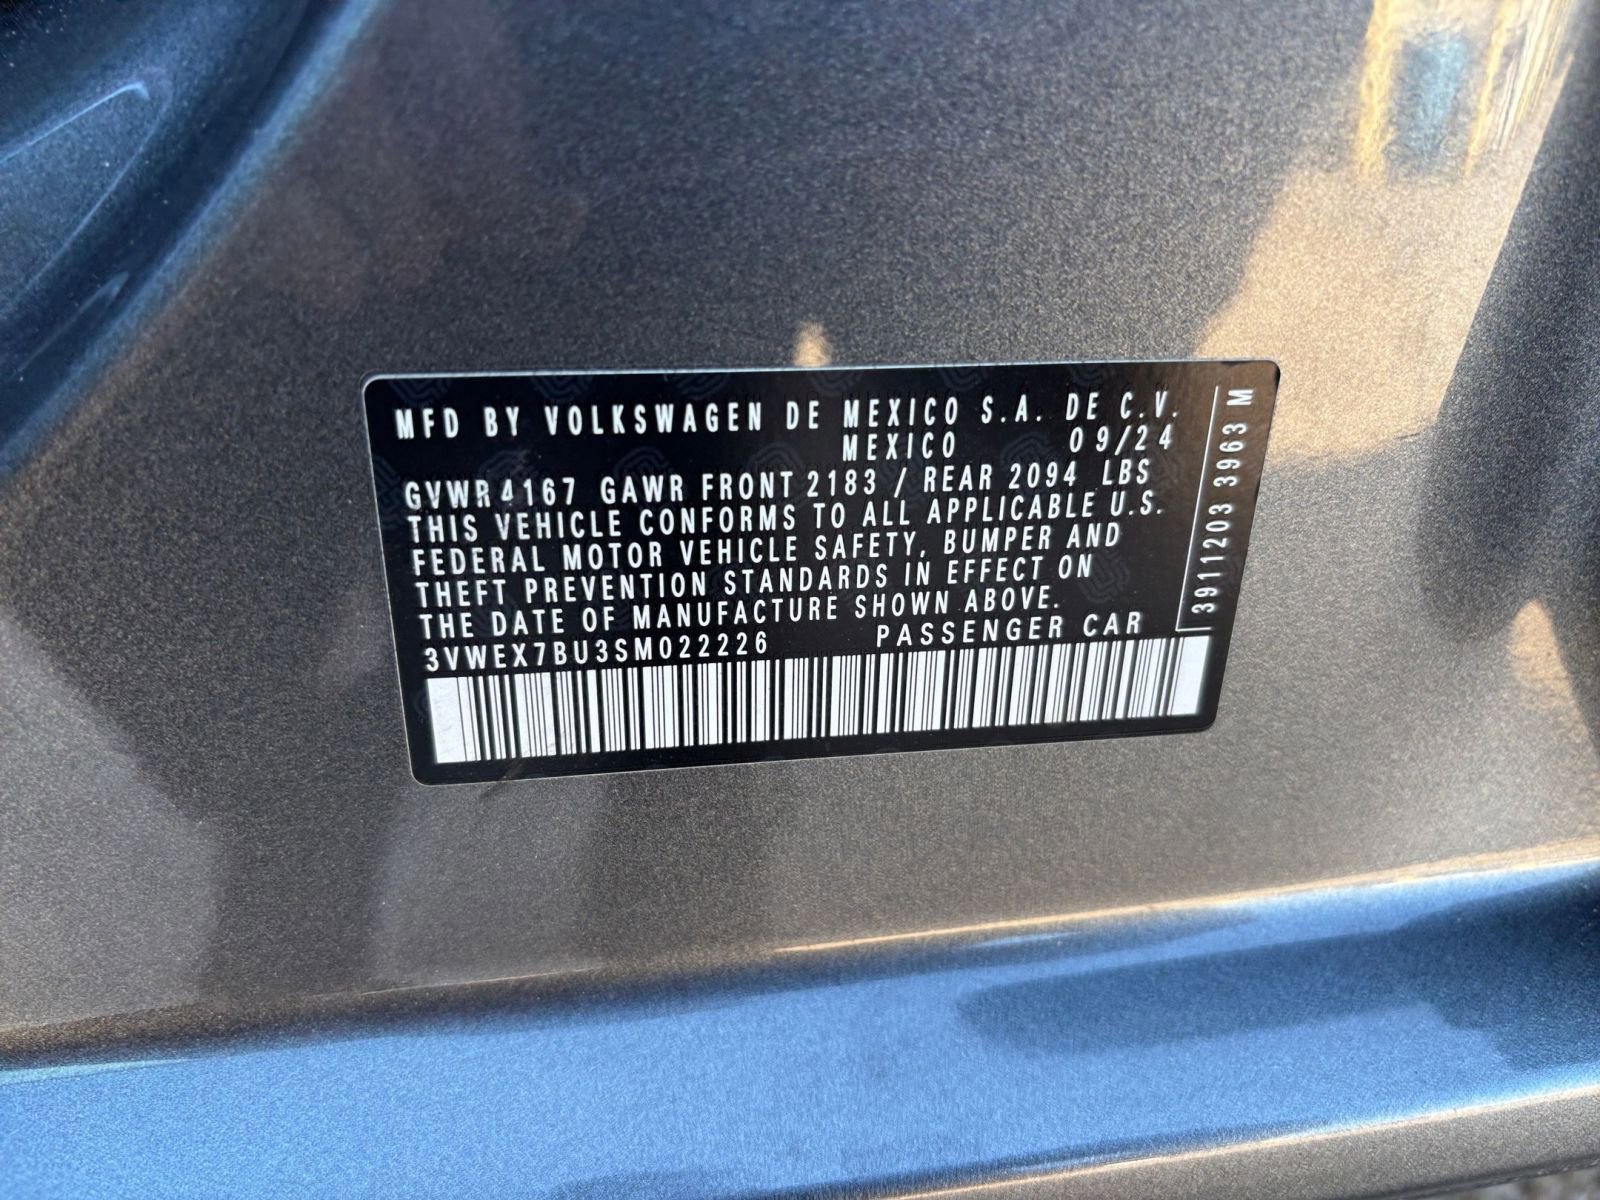 MFD BY VOLKSWAGEN DE MEXICO S.A. DE C.V.
MEXICO 09/24
GVWR 4167 GAWR FRONT 2183 / REAR 2094 LBS
THIS VEHICLE CONFORMS TO ALL APPLICABLE U.S.
FEDERAL MOTOR VEHICLE SAFETY, BUMPER AND
THEFT PREVENTION STANDARDS IN EFFECT ON
THE DATE OF MANUFACTURE SHOWN ABOVE.
3VWEX7BU3SM022226 PASSENGER CAR
3911203 3963 M